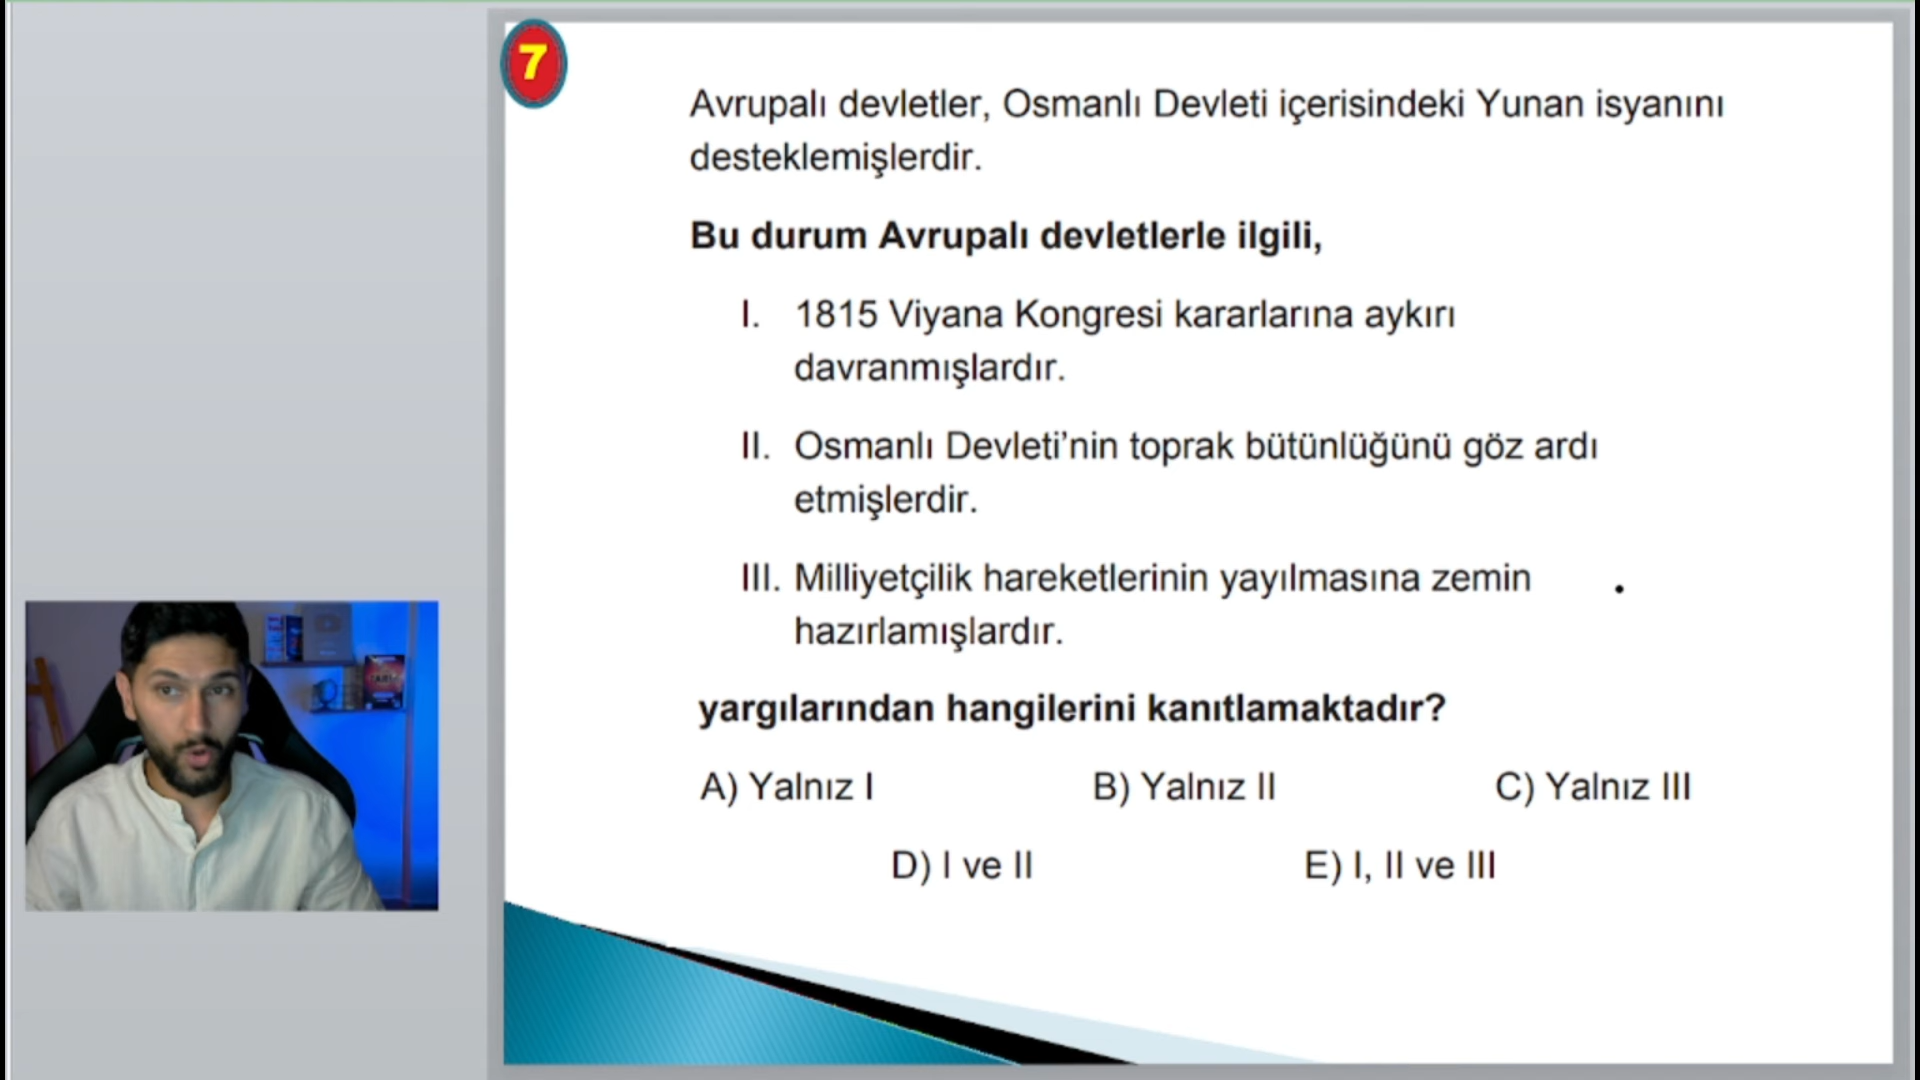 7
Avrupalı devletler, Osmanlı Devleti içerisindeki Yunan isyanını
desteklemişlerdir.
Bu durum Avrupalı devletlerle ilgili,
I. 1815 Viyana Kongresi kararlarına aykırı
davranmışlardır.
II. Osmanlı Devleti’nin toprak bütünlüğünü göz ardı
etmişlerdir.
III. Milliyetçilik hareketlerinin yayılmasına zemin
hazırlamışlardır.
yargılarından hangilerini kanıtlamaktadır?
A) Yalnız I B) Yalnız II C) Yalnız III
D) I ve II E) I, II ve III